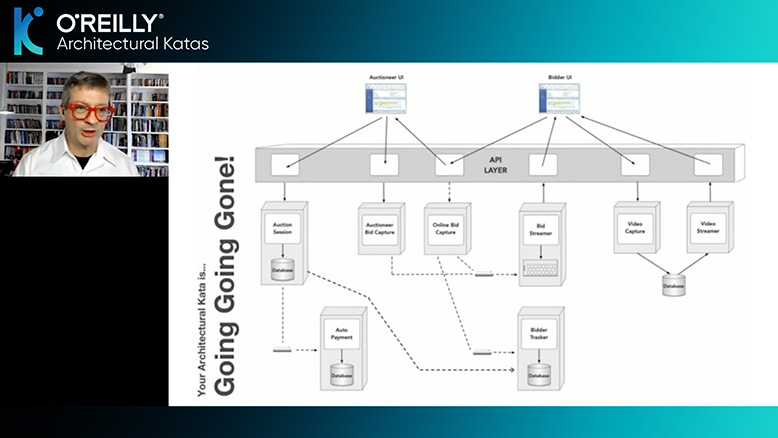 O'REILLY®
Architectural Katas
Your Architectural Kata is...
Going Going Gone!
Auctioneer UI
Bidder UI
API
LAYER
Auction
Session
Database
Auctioneer
Bid Capture
Online Bid
Capture
Bid
Streamer
Video
Capture
Video
Streamer
Database
Auto
Payment
Database
Bidder
Tracker
Database